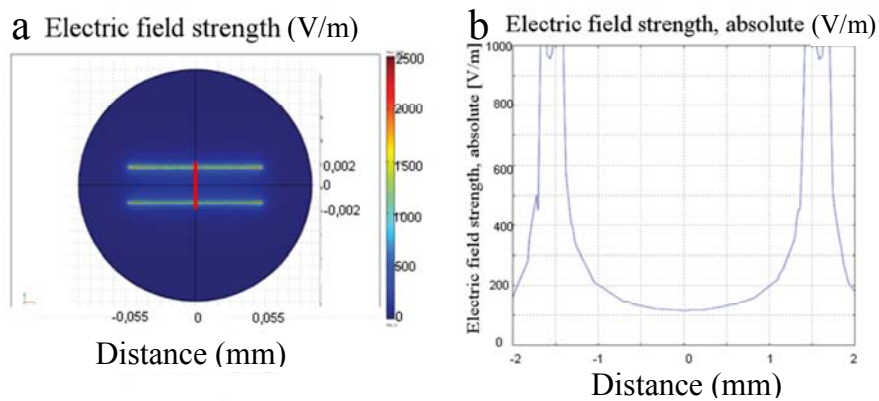 a Electric field strength (V/m)
2500
2000
1500
1000
500
0
0,002
.0
-0,002
-0,055 0 0,055
Distance (mm)
b Electric field strength, absolute (V/m)
Electric field strength, absolute [V/m]
1000
800
600
400
200
0
-2 -1 0 1 2
Distance (mm)